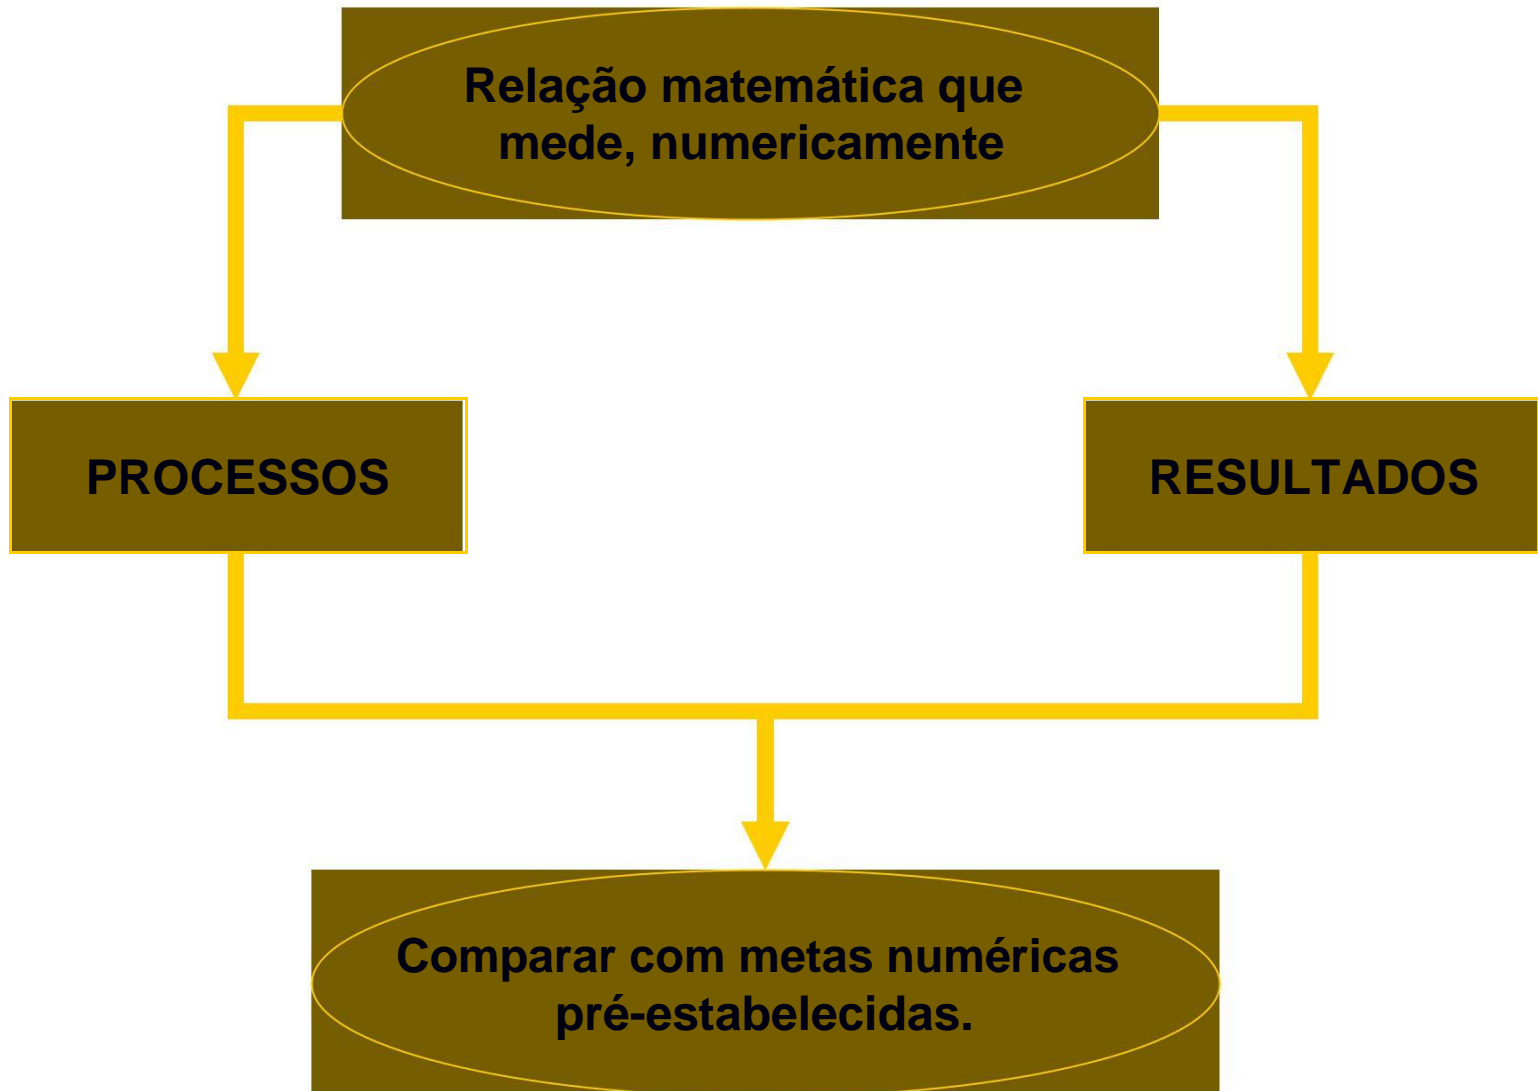 Relação matemática que
mede, numericamente
PROCESSOS
RESULTADOS
Comparar com metas numéricas
pré-estabelecidas.